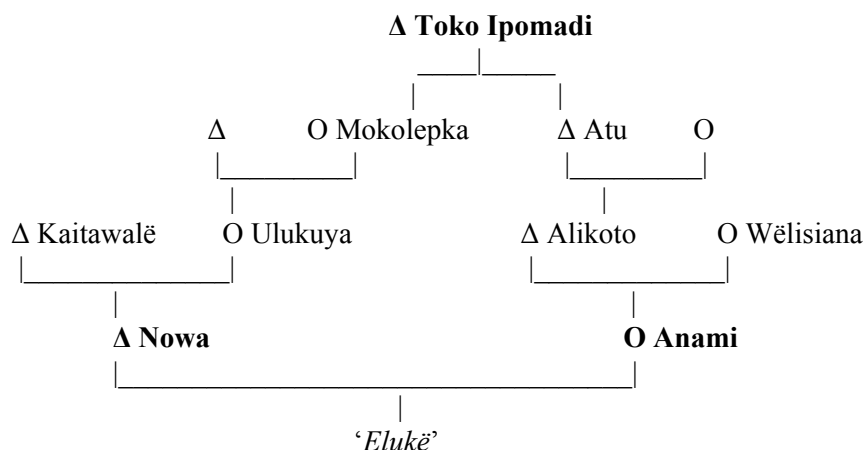 Δ Toko Ipomadi
Δ O Mokolepka Δ Atu O
Δ Kaitawalë O Ulukuya Δ Alikoto O Wëlisiana
Δ Nowa O Anami
‘Elukë’